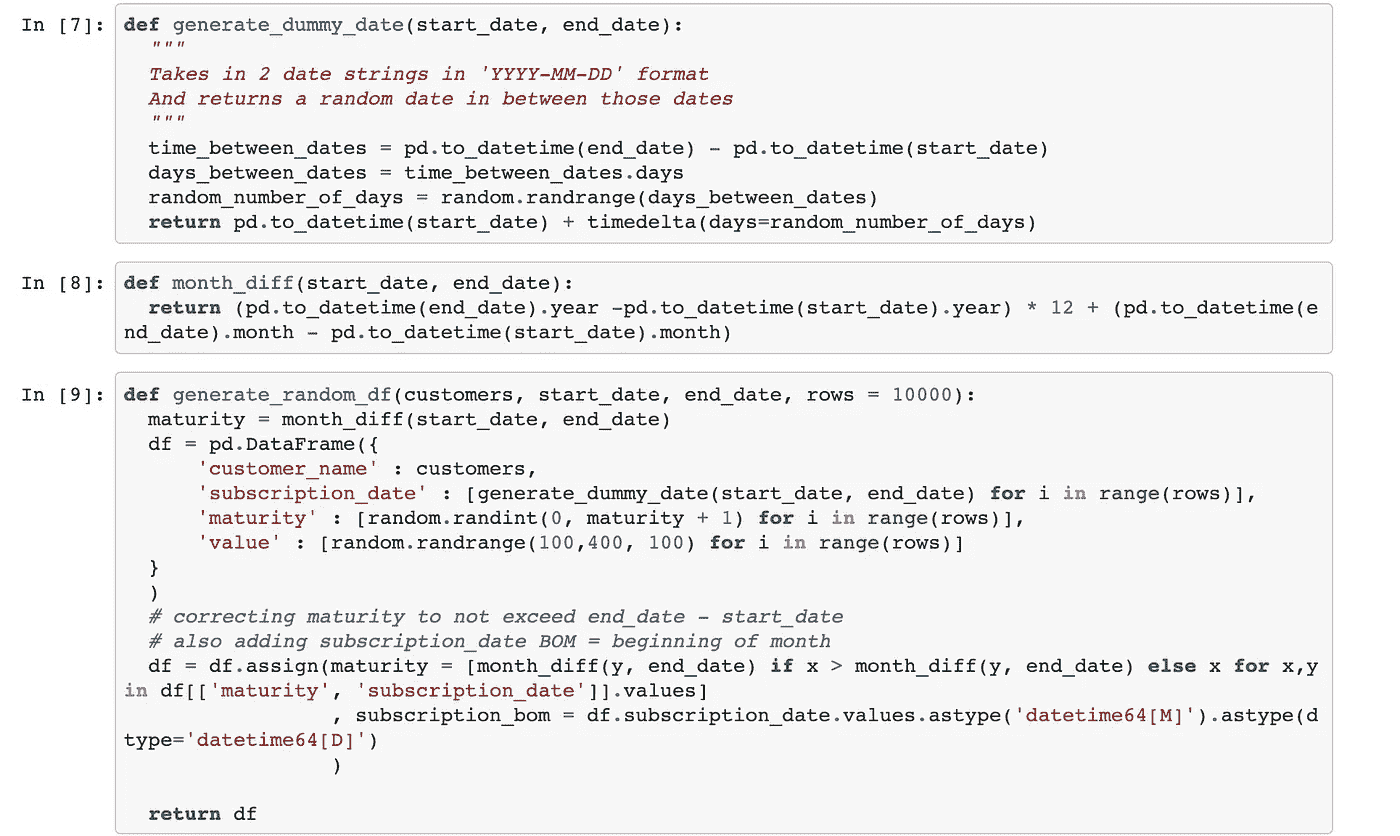 In [7]: def generate_dummy_date(start_date, end_date):
"""
Takes in 2 date strings in 'YYYY-MM-DD' format
And returns a random date in between those dates
"""
time_between_dates = pd.to_datetime(end_date) - pd.to_datetime(start_date)
days_between_dates = time_between_dates.days
random_number_of_days = random.randrange(days_between_dates)
return pd.to_datetime(start_date) + timedelta(days=random_number_of_days)
In [8]: def month_diff(start_date, end_date):
return (pd.to_datetime(end_date).year -pd.to_datetime(start_date).year) * 12 + (pd.to_datetime(e
nd_date).month - pd.to_datetime(start_date).month)
In [9]: def generate_random_df(customers, start_date, end_date, rows = 10000):
maturity = month_diff(start_date, end_date)
df = pd.DataFrame({
'customer_name' : customers,
'subscription_date' : [generate_dummy_date(start_date, end_date) for i in range(rows)],
'maturity' : [random.randint(0, maturity + 1) for i in range(rows)],
'value' : [random.randrange(100,400, 100) for i in range(rows)]
}
)
# correcting maturity to not exceed end_date - start_date
# also adding subscription_date BOM = beginning of month
df = df.assign(maturity = [month_diff(y, end_date) if x > month_diff(y, end_date) else x for x,y
in df[['maturity', 'subscription_date']].values]
, subscription_bom = df.subscription_date.values.astype('datetime64[M]').astype(d
type='datetime64[D]')
)
return df